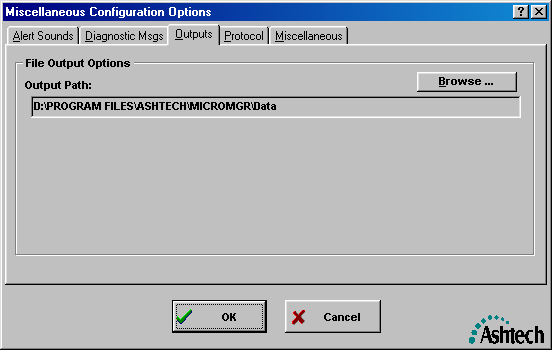 Miscellaneous Configuration Options
Alert Sounds Diagnostic Msgs Outputs Protocol Miscellaneous
File Output Options
Output Path:
Browse ...
D:\PROGRAM FILES\ASHTECH\MICROMGR\Data
OK Cancel
Ashtech